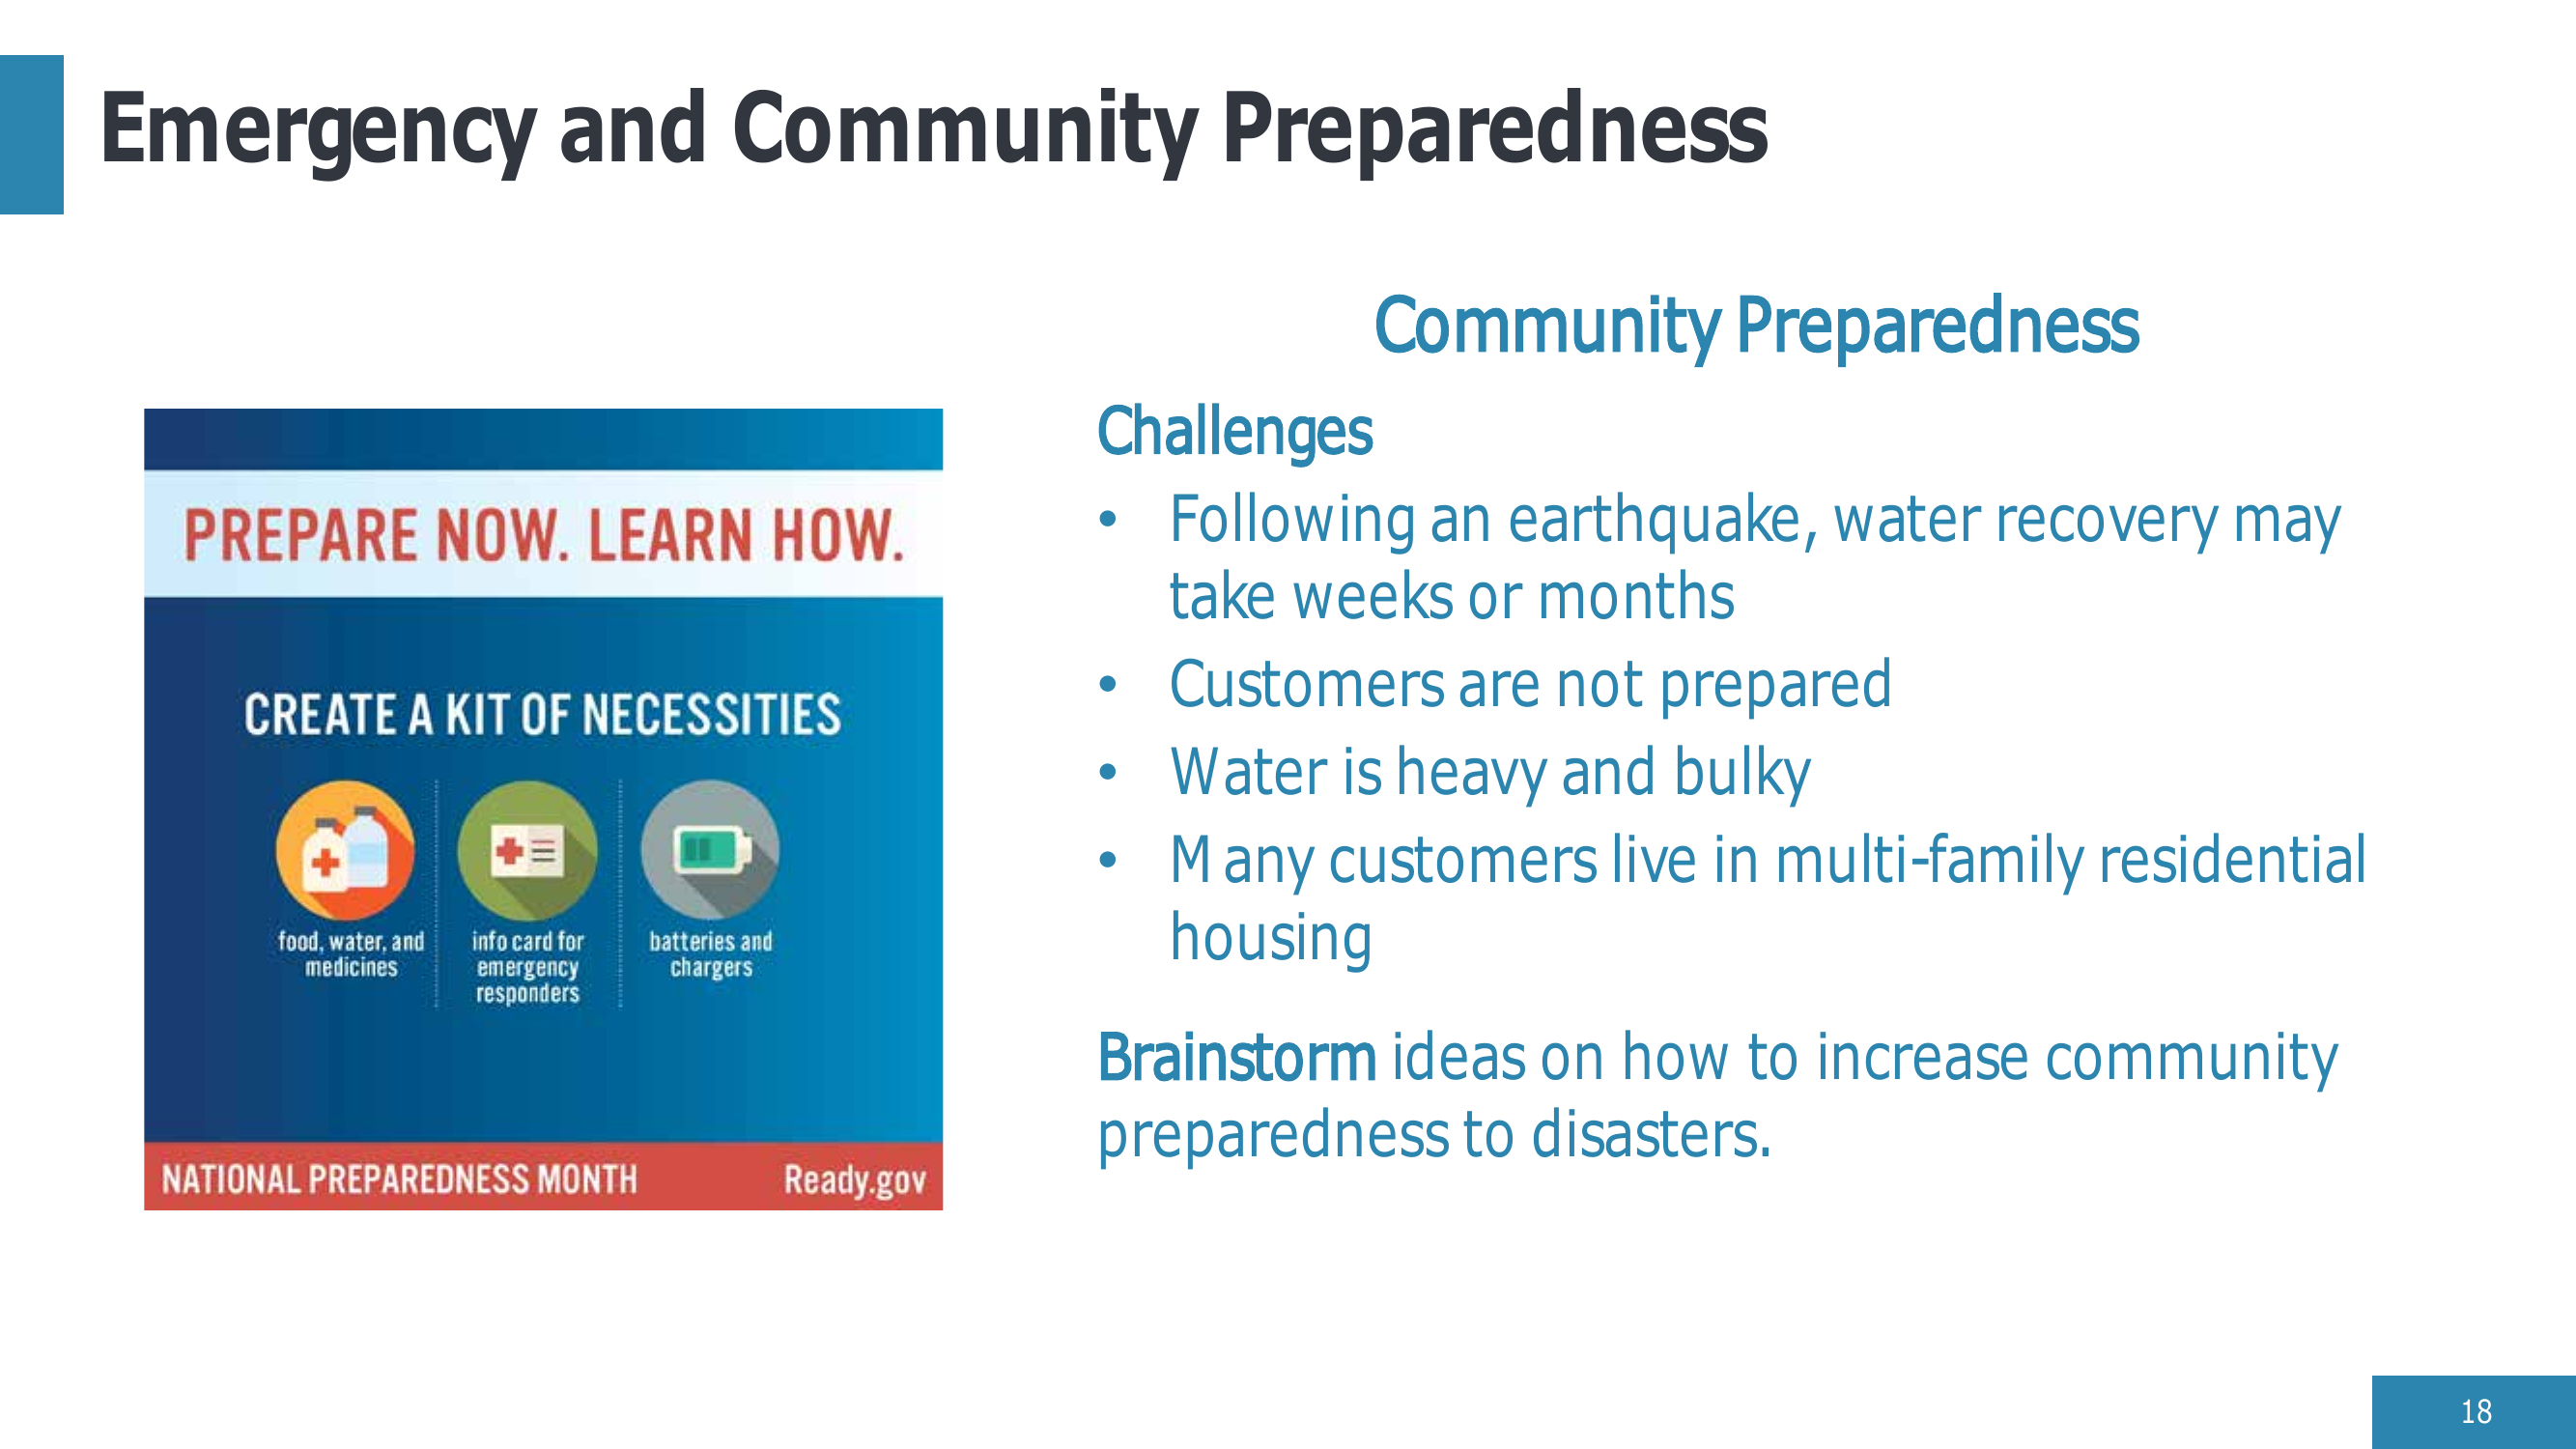 Emergency and Community Preparedness
PREPARE NOW. LEARN HOW.
CREATE A KIT OF NECESSITIES
food, water, and
medicines
info card for
emergency
responders
batteries and
chargers
NATIONAL PREPAREDNESS MONTH
Ready.gov
Community Preparedness
Challenges
• Following an earthquake, water recovery may
take weeks or months
• Customers are not prepared
• Water is heavy and bulky
• Many customers live in multi-family residential
housing
Brainstorm ideas on how to increase community
preparedness to disasters.
18